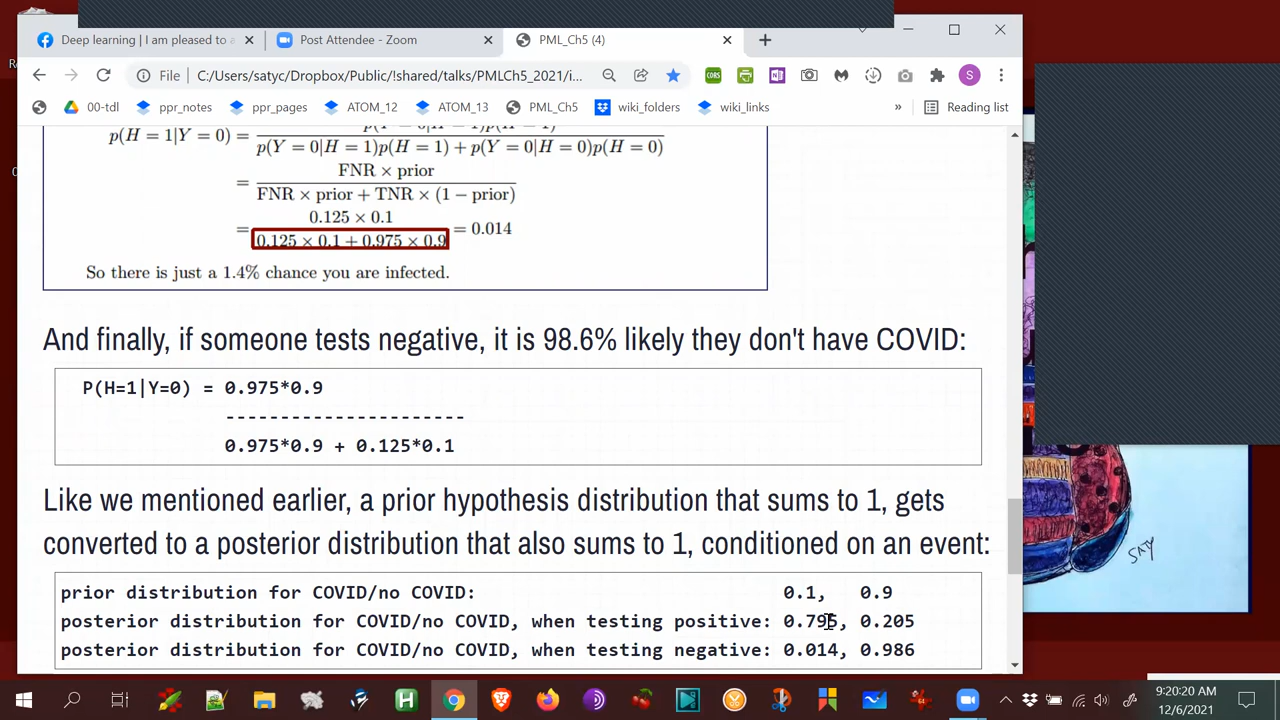 Deep learning | I am pleased to a
Post Attendee - Zoom
PML_Ch5 (4)
File
C:/Users/satyc/Dropbox/Public/!shared/talks/PMLCh5_2021/i...
CORS
N
S
00-tdl
ppr_notes
ppr_pages
ATOM_12
ATOM_13
PML_Ch5
wiki_folders
wiki_links
»
Reading list
p(H = 1|Y = 0) = p(Y = 0|H = 1)p(H = 1)
p(Y = 0|H = 1)p(H = 1) + p(Y = 0|H = 0)p(H = 0)
= FNR × prior
FNR × prior + TNR × (1 − prior)
= 0.125 × 0.1
0.125 × 0.1 + 0.975 × 0.9 = 0.014
So there is just a 1.4% chance you are infected.
And finally, if someone tests negative, it is 98.6% likely they don't have COVID:
P(H=1|Y=0) = 0.975*0.9
----------------------
0.975*0.9 + 0.125*0.1
Like we mentioned earlier, a prior hypothesis distribution that sums to 1, gets
converted to a posterior distribution that also sums to 1, conditioned on an event:
prior distribution for COVID/no COVID: 0.1, 0.9
posterior distribution for COVID/no COVID, when testing positive: 0.795, 0.205
posterior distribution for COVID/no COVID, when testing negative: 0.014, 0.986
SATY
H
9:20:20 AM
12/6/2021